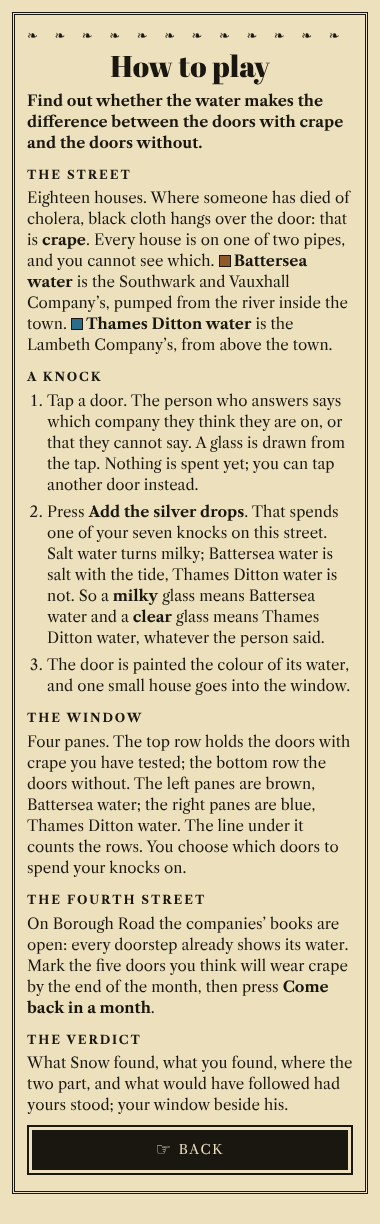 How to play
Find out whether the water makes the
difference between the doors with crape
and the doors without.
THE STREET
Eighteen houses. Where someone has died of
cholera, black cloth hangs over the door: that
is crape. Every house is on one of two pipes,
and you cannot see which. Battersea
water is the Southwark and Vauxhall
Company’s, pumped from the river inside the
town. Thames Ditton water is the
Lambeth Company’s, from above the town.
A KNOCK
1. Tap a door. The person who answers says
which company they think they are on, or
that they cannot say. A glass is drawn from
the tap. Nothing is spent yet; you can tap
another door instead.
2. Press Add the silver drops. That spends
one of your seven knocks on this street.
Salt water turns milky; Battersea water is
salt with the tide, Thames Ditton water is
not. So a milky glass means Battersea
water and a clear glass means Thames
Ditton water, whatever the person said.
3. The door is painted the colour of its water,
and one small house goes into the window.
THE WINDOW
Four panes. The top row holds the doors with
crape you have tested; the bottom row the
doors without. The left panes are brown,
Battersea water; the right panes are blue,
Thames Ditton water. The line under it
counts the rows. You choose which doors to
spend your knocks on.
THE FOURTH STREET
On Borough Road the companies’ books are
open: every doorstep already shows its water.
Mark the five doors you think will wear crape
by the end of the month, then press Come
back in a month.
THE VERDICT
What Snow found, what you found, where the
two part, and what would have followed had
yours stood; your window beside his.
☞ BACK